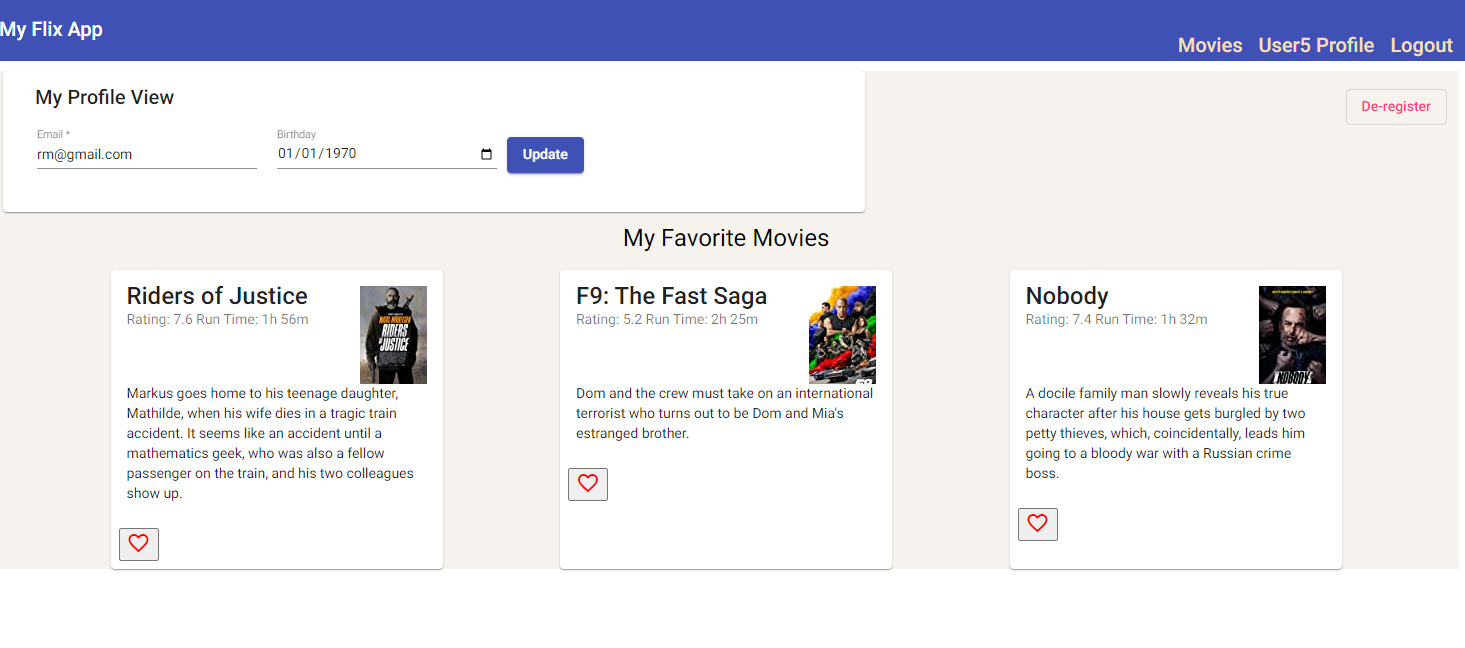 My Flix App
Movies User5 Profile Logout
My Profile View
De-register
Email *
Birthday
rm@gmail.com
01/01/1970
Update
My Favorite Movies
Riders of Justice
Rating: 7.6 Run Time: 1h 56m
RIDERS
OF JUSTICE
Markus goes home to his teenage daughter,
Mathilde, when his wife dies in a tragic train
accident. It seems like an accident until a
mathematics geek, who was also a fellow
passenger on the train, and his two colleagues
show up.
F9: The Fast Saga
Rating: 5.2 Run Time: 2h 25m
Dom and the crew must take on an international
terrorist who turns out to be Dom and Mia's
estranged brother.
Nobody
Rating: 7.4 Run Time: 1h 32m
NOBODY
A docile family man slowly reveals his true
character after his house gets burgled by two
petty thieves, which, coincidentally, leads him
going to a bloody war with a Russian crime
boss.